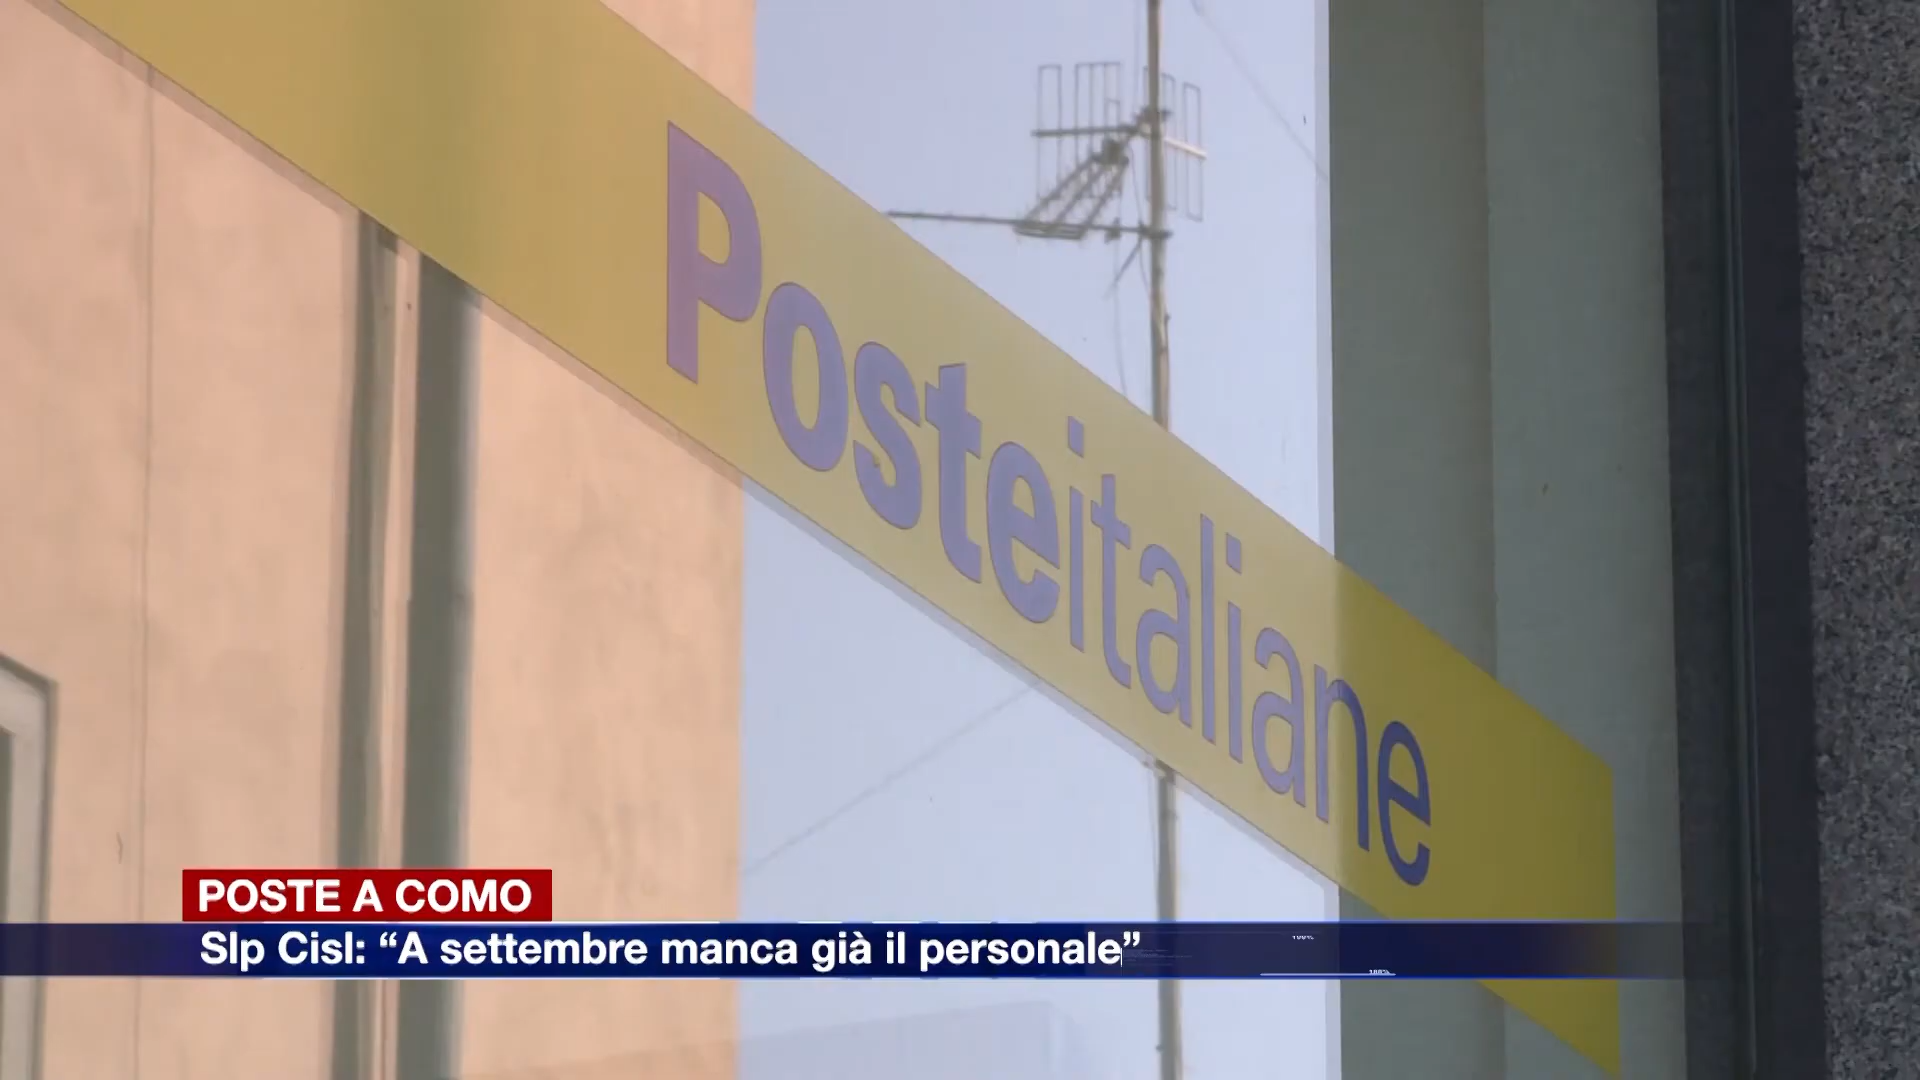 Posteitaliane
POSTE A COMO
Slp Cisl: “A settembre manca già il personale”